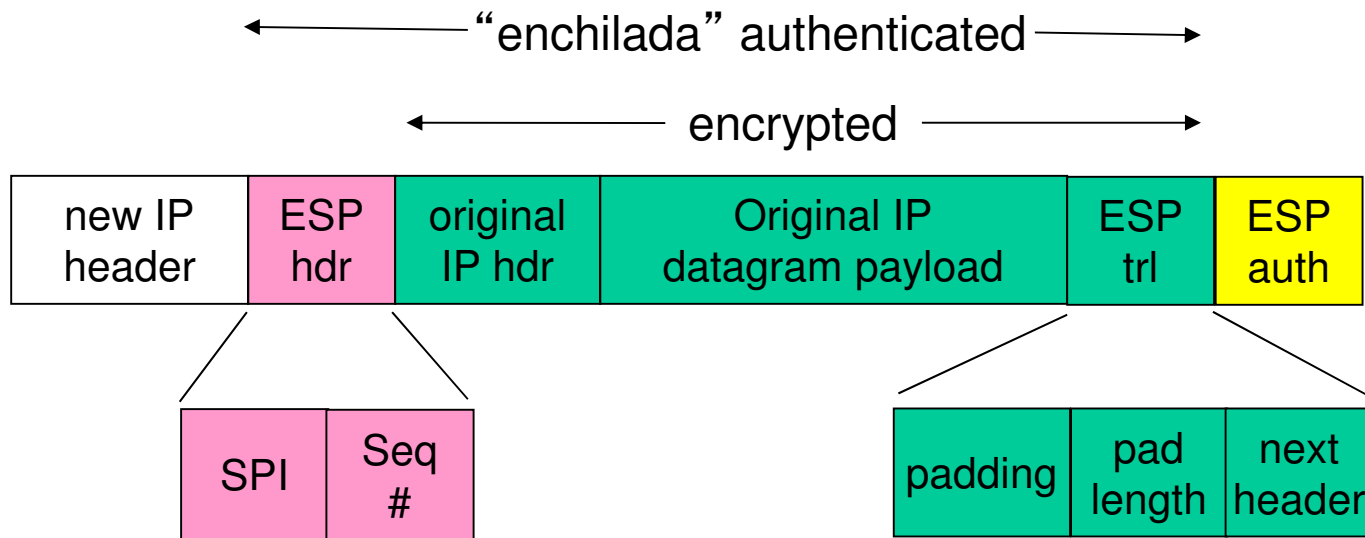 “enchilada” authenticated
encrypted
new IP
header
ESP
hdr
original
IP hdr
Original IP
datagram payload
ESP
trl
ESP
auth
SPI
Seq
#
padding
pad
length
next
header